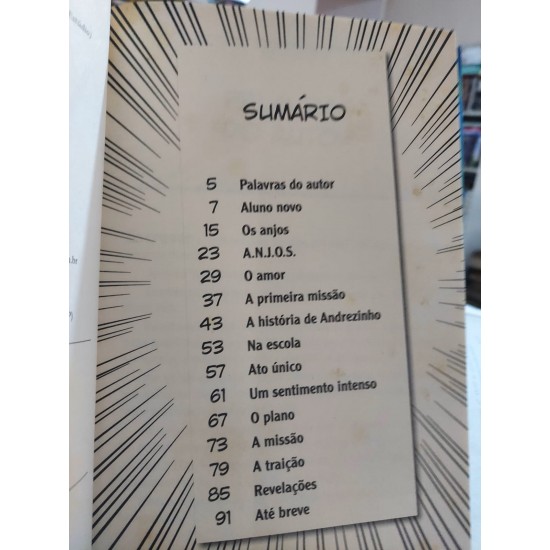 SUMÁRIO
5 Palavras do autor
7 Aluno novo
15 Os anjos
23 A.N.J.O.S.
29 O amor
37 A primeira missão
43 A história de Andrezinho
53 Na escola
57 Ato único
61 Um sentimento intenso
67 O plano
73 A missão
79 A traição
85 Revelações
91 Até breve